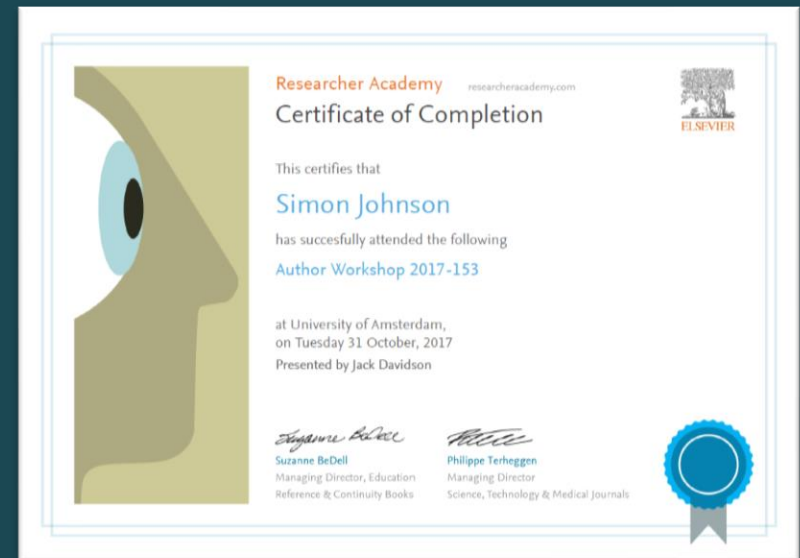 Researcher Academy researcheracademy.com
Certificate of Completion
ELSEVIER
This certifies that
Simon Johnson
has succesfully attended the following
Author Workshop 2017-153
at University of Amsterdam,
on Tuesday 31 October, 2017
Presented by Jack Davidson
Suzanne BeDell
Suzanne BeDell
Managing Director, Education
Reference & Continuity Books
Philippe Terheggen
Managing Director
Science, Technology & Medical Journals